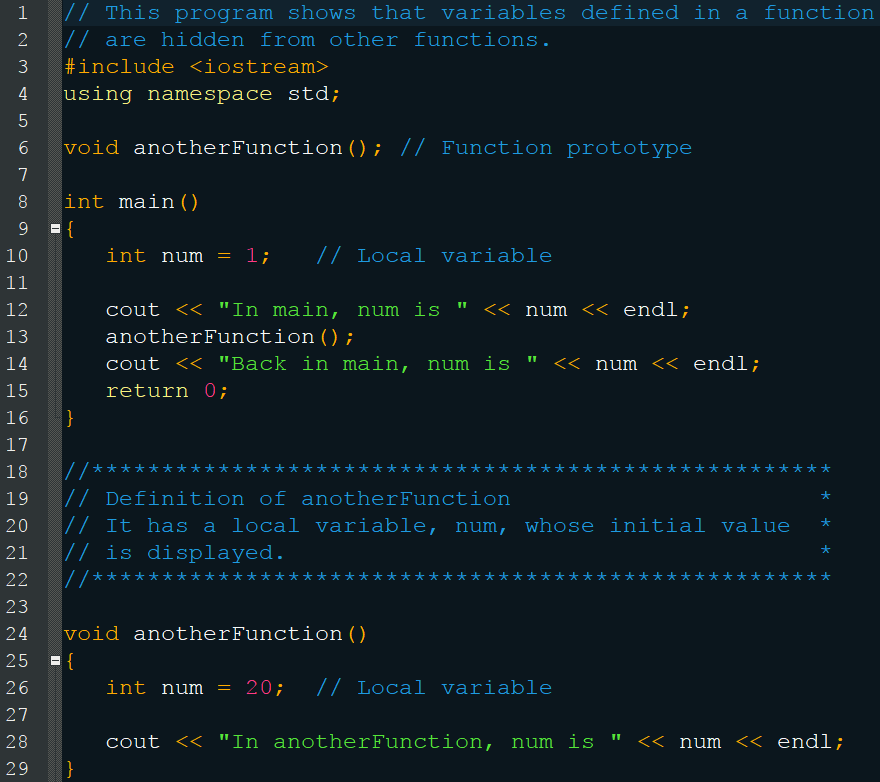 1 // This program shows that variables defined in a function
2 // are hidden from other functions.
3 #include <iostream>
4 using namespace std;
5
6 void anotherFunction(); // Function prototype
7
8 int main()
9 {
10    int num = 1;   // Local variable
11
12    cout << "In main, num is " << num << endl;
13    anotherFunction();
14    cout << "Back in main, num is " << num << endl;
15    return 0;
16 }
17
18 //*****************************************************
19 // Definition of anotherFunction                       *
20 // It has a local variable, num, whose initial value  *
21 // is displayed.                                       *
22 //*****************************************************
23
24 void anotherFunction()
25 {
26    int num = 20;  // Local variable
27
28    cout << "In anotherFunction, num is " << num << endl;
29 }